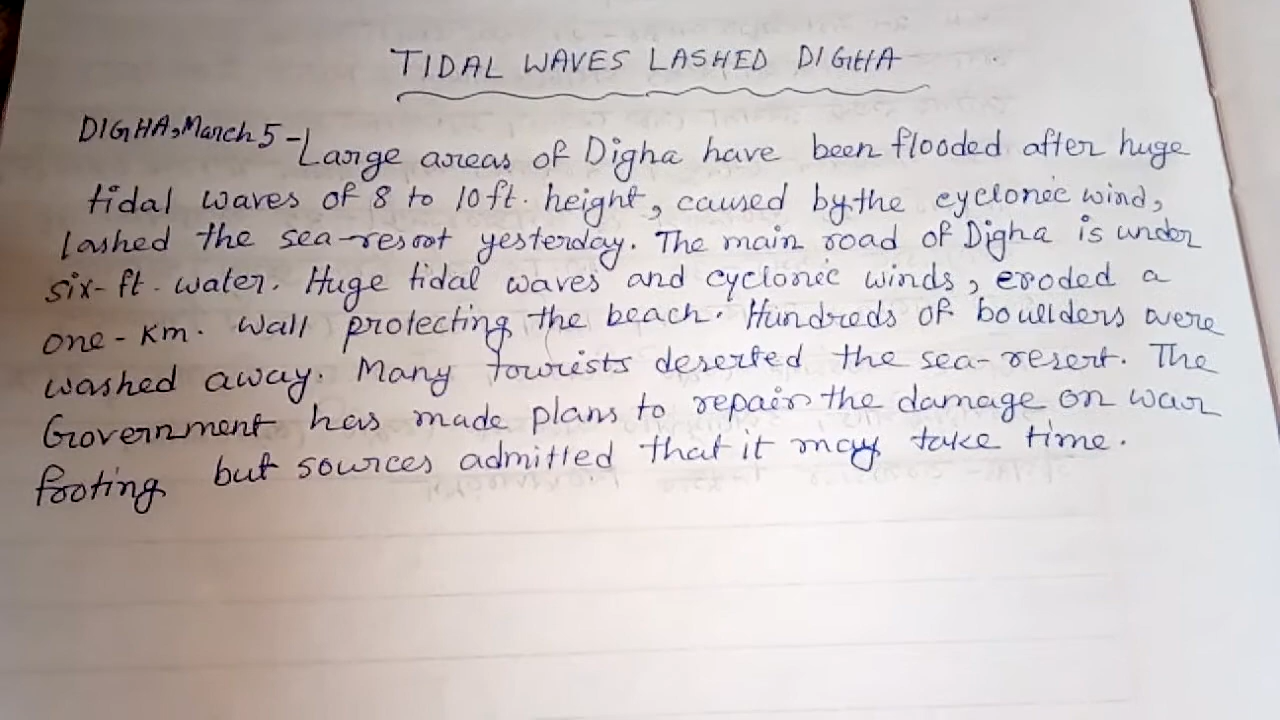 TIDAL WAVES LASHED DIGHA
DIGHA, March 5 - Large areas of Digha have been flooded after huge
tidal waves of 8 to 10 ft. height, caused by the cyclonic wind,
lashed the sea-resort yesterday. The main road of Digha is under
six-ft. water. Huge tidal waves and cyclonic winds, eroded a
one-km. wall protecting the beach. Hundreds of boullders were
washed away. Many tourists deserted the sea-resert. The
Government has made plans to repair the damage on war
footing but sources admitted that it may take time.